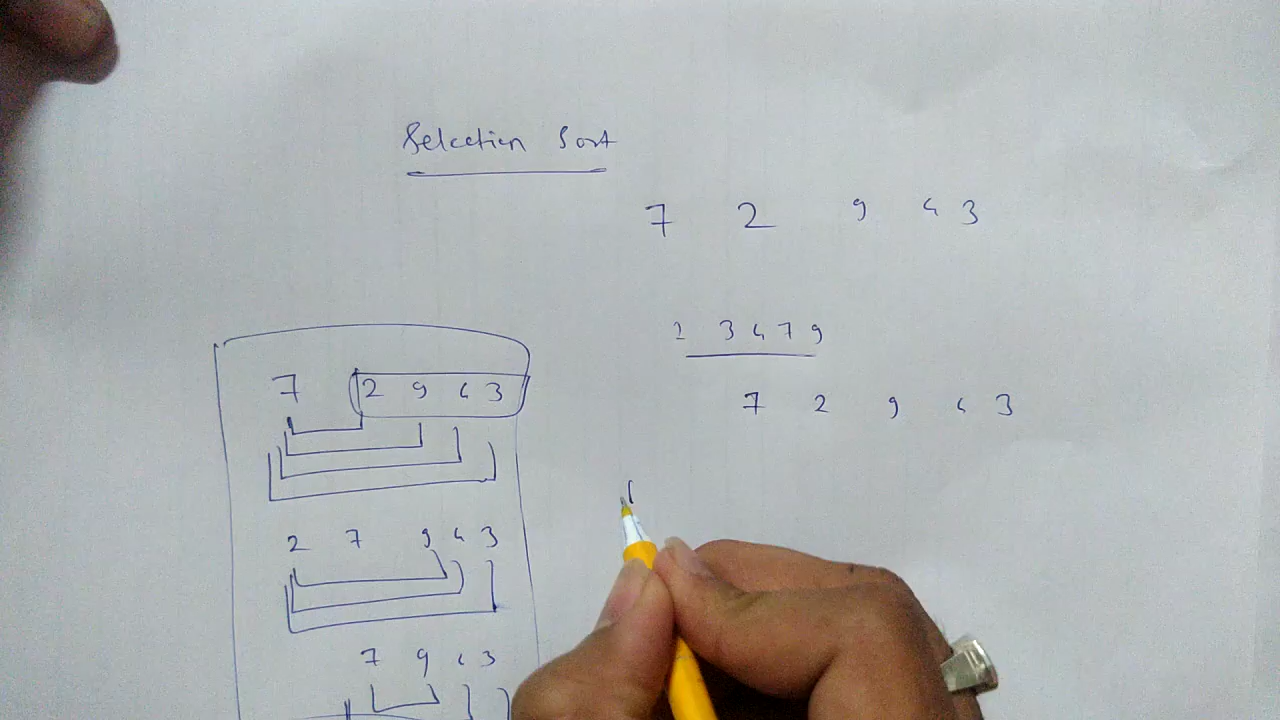 Selection Sort
7 2 9 4 3
2 3 4 7 9
7 2 9 4 3
7 2 9 4 3
2 7 9 4 3
7 9 4 3